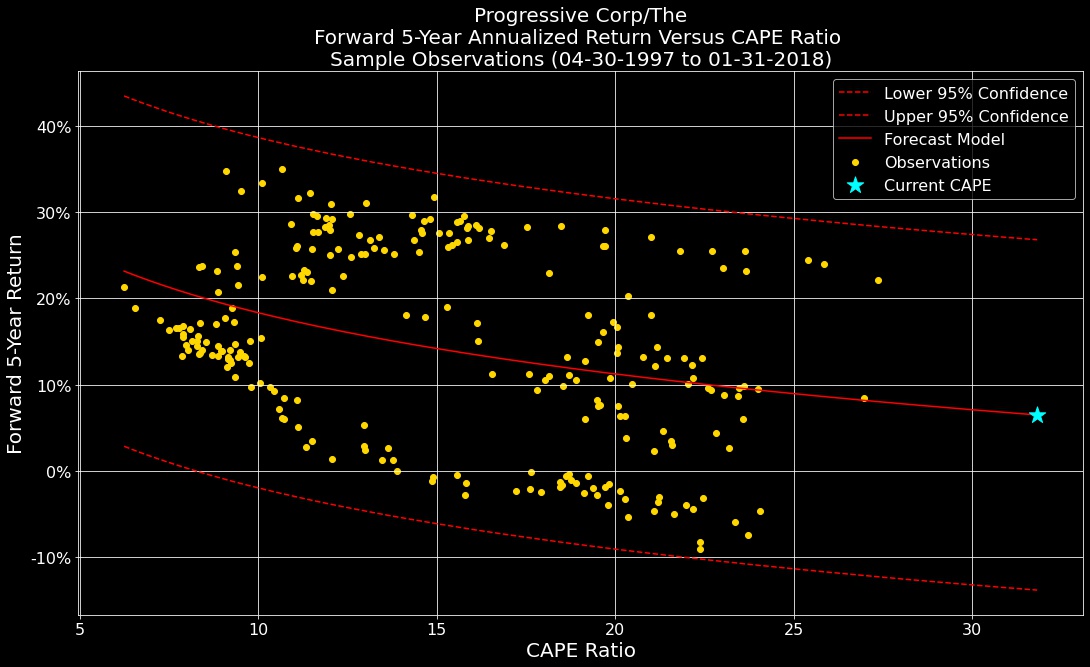 Progressive Corp/The
Forward 5-Year Annualized Return Versus CAPE Ratio
Sample Observations (04-30-1997 to 01-31-2018)
Lower 95% Confidence
Upper 95% Confidence
Forecast Model
Observations
Current CAPE
Forward 5-Year Return
40%
30%
20%
10%
0%
-10%
5 10 15 20 25 30
CAPE Ratio